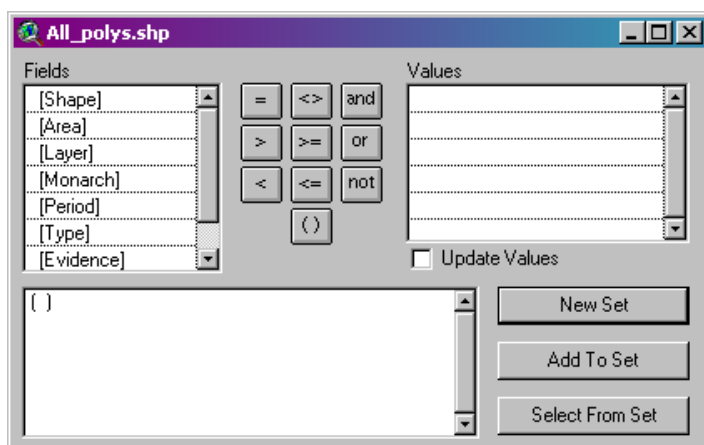 All_polys.shp
Fields
Values
[Shape]
[Area]
[Layer]
[Monarch]
[Period]
[Type]
[Evidence]
= <> and
> >= or
< <= not
( )
Update Values
( )
New Set
Add To Set
Select From Set